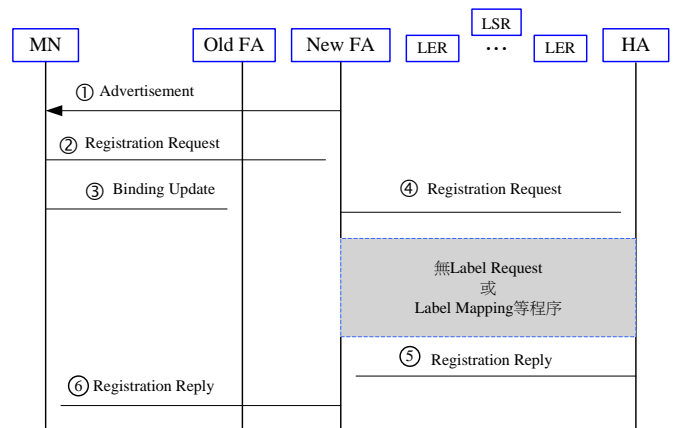 LSR
MN
Old FA
New FA
LER
…
LER
HA
① Advertisement
② Registration Request
③ Binding Update
④ Registration Request
無Label Request
或
Label Mapping等程序
⑤ Registration Reply
⑥ Registration Reply